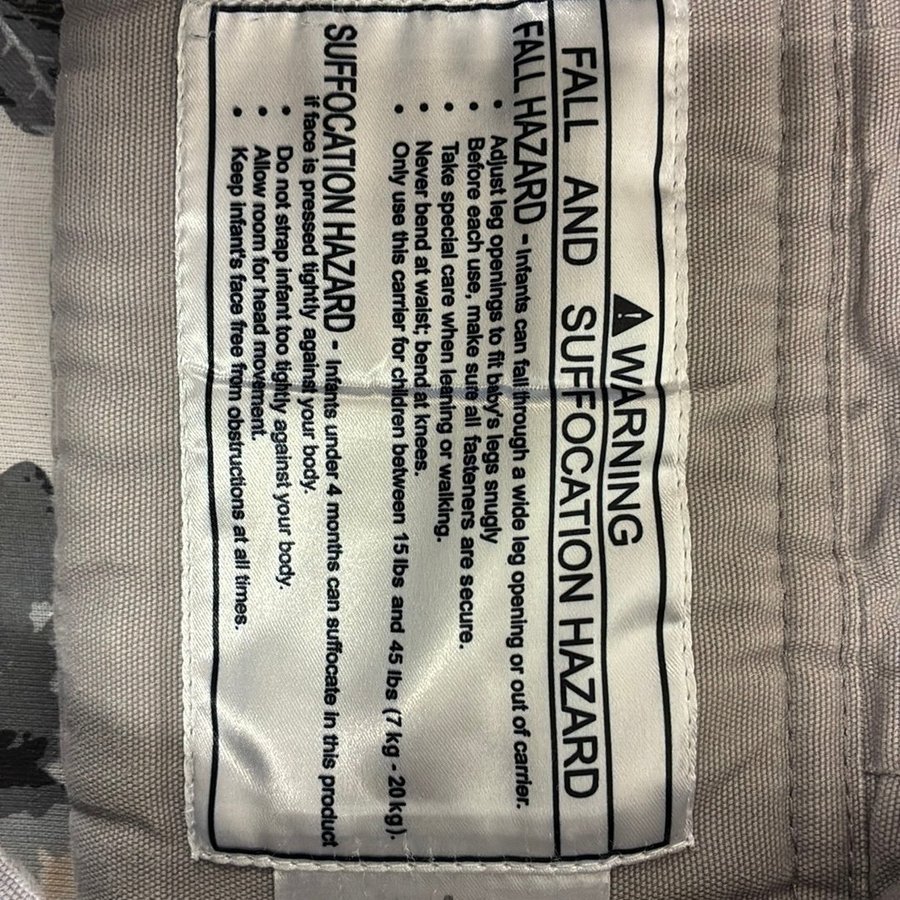 ⚠ WARNING
FALL AND SUFFOCATION HAZARD
FALL HAZARD - Infants can fall through a wide leg opening or out of carrier.
• Adjust leg openings to fit baby's legs snugly
• Before each use, make sure all fasteners are secure.
• Take special care when leaning or walking.
• Never bend at waist; bend at knees.
• Only use this carrier for children between 15 lbs and 45 lbs (7 kg - 20 kg).
SUFFOCATION HAZARD - Infants under 4 months can suffocate in this product
if face is pressed tightly against your body.
• Do not strap infant too tightly against your body.
• Allow room for head movement.
• Keep infant's face free from obstructions at all times.